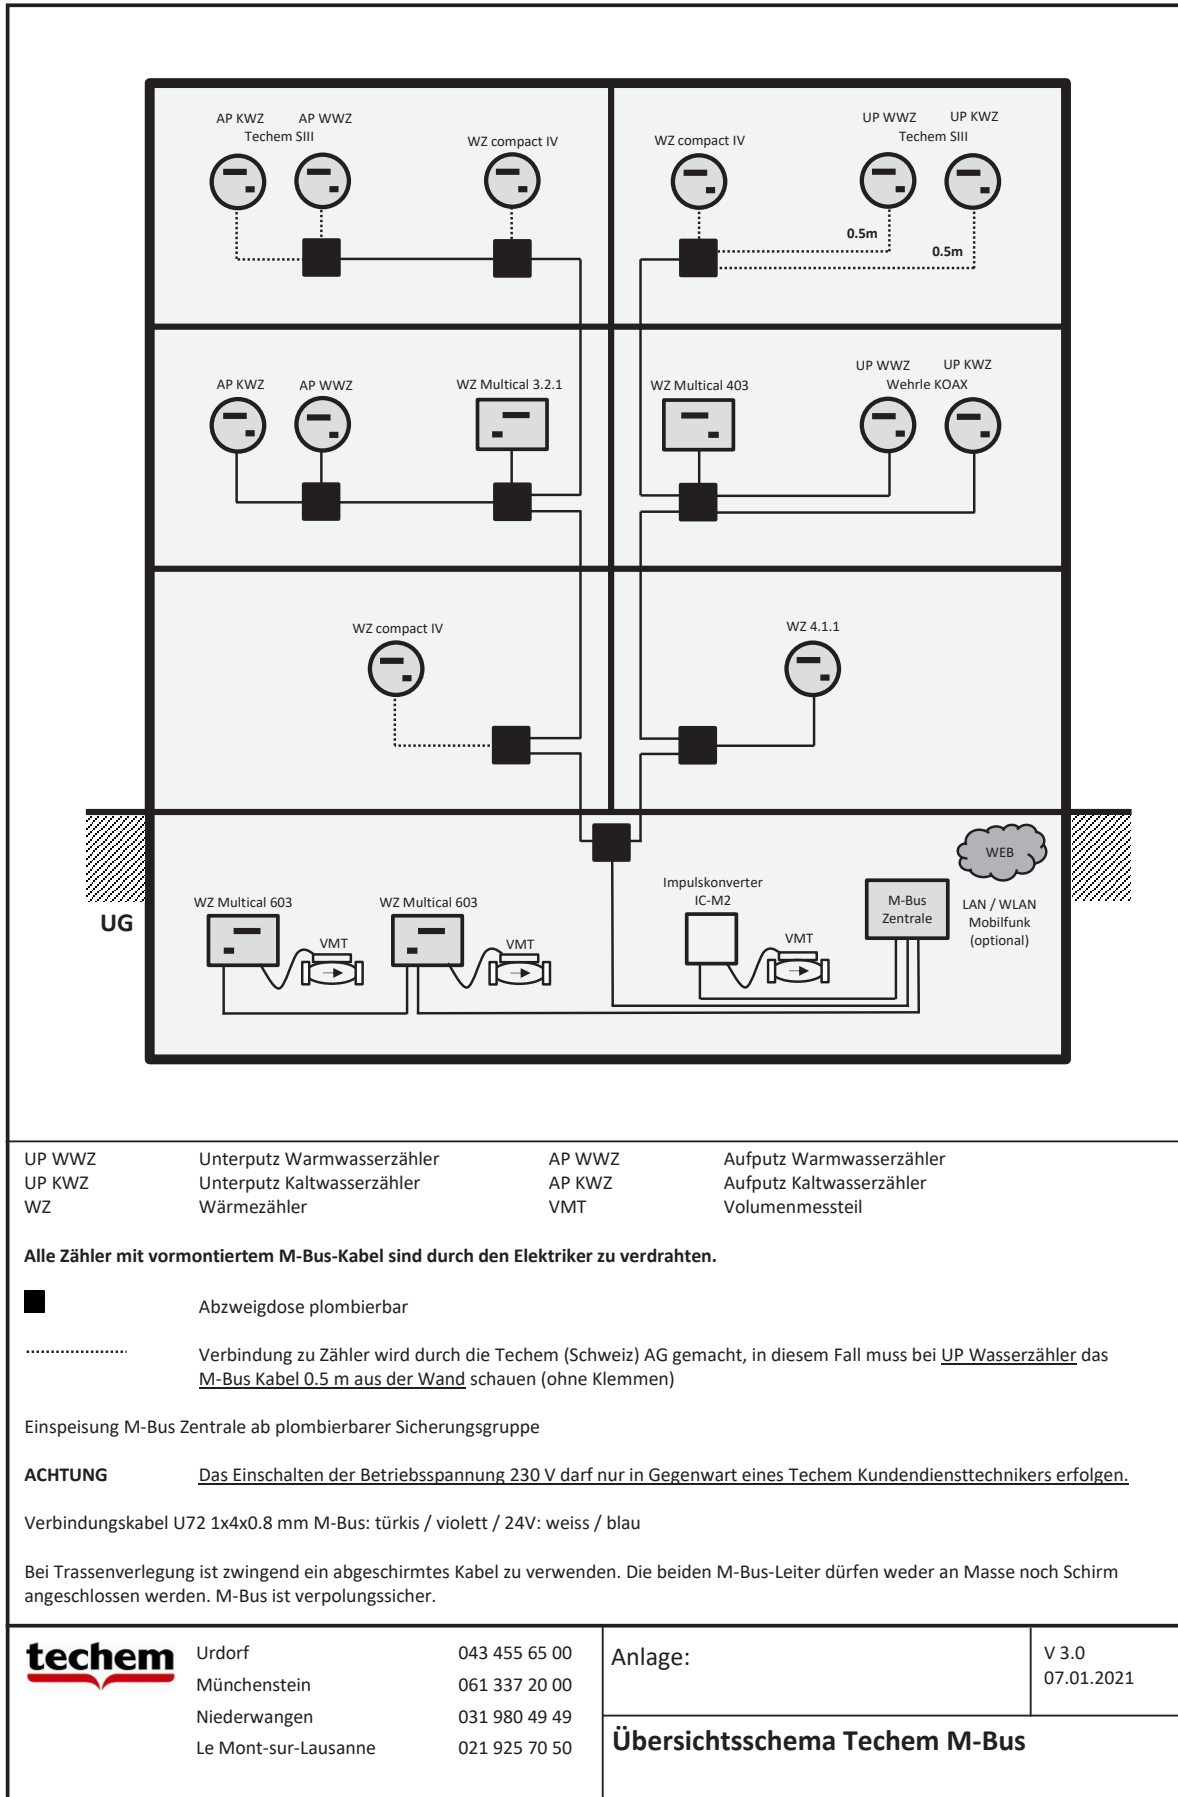 AP KWZ AP WWZ
Techem SIII
WZ compact IV
WZ compact IV
UP WWZ UP KWZ
Techem SIII
0.5m
0.5m
AP KWZ AP WWZ
WZ Multical 3.2.1
WZ Multical 403
UP WWZ UP KWZ
Wehrle KOAX
WZ compact IV
WZ 4.1.1
UG
WZ Multical 603
VMT
WZ Multical 603
VMT
Impulskonverter
IC-M2
VMT
M-Bus
Zentrale
WEB
LAN / WLAN
Mobilfunk
(optional)
UP WWZ Unterputz Warmwasserzähler AP WWZ Aufputz Warmwasserzähler
UP KWZ Unterputz Kaltwasserzähler AP KWZ Aufputz Kaltwasserzähler
WZ Wärmezähler VMT Volumenmessteil
Alle Zähler mit vormontiertem M-Bus-Kabel sind durch den Elektriker zu verdrahten.
Abzweigdose plombierbar
Verbindung zu Zähler wird durch die Techem (Schweiz) AG gemacht, in diesem Fall muss bei UP Wasserzähler das
M-Bus Kabel 0.5 m aus der Wand schauen (ohne Klemmen)
Einspeisung M-Bus Zentrale ab plombierbarer Sicherungsgruppe
ACHTUNG Das Einschalten der Betriebsspannung 230 V darf nur in Gegenwart eines Techem Kundendiensttechnikers erfolgen.
Verbindungskabel U72 1x4x0.8 mm M-Bus: türkis / violett / 24V: weiss / blau
Bei Trassenverlegung ist zwingend ein abgeschirmtes Kabel zu verwenden. Die beiden M-Bus-Leiter dürfen weder an Masse noch Schirm
angeschlossen werden. M-Bus ist verpolungssicher.
techem
Urdorf 043 455 65 00
Münchenstein 061 337 20 00
Niederwangen 031 980 49 49
Le Mont-sur-Lausanne 021 925 70 50
Anlage:
V 3.0
07.01.2021
Übersichtsschema Techem M-Bus